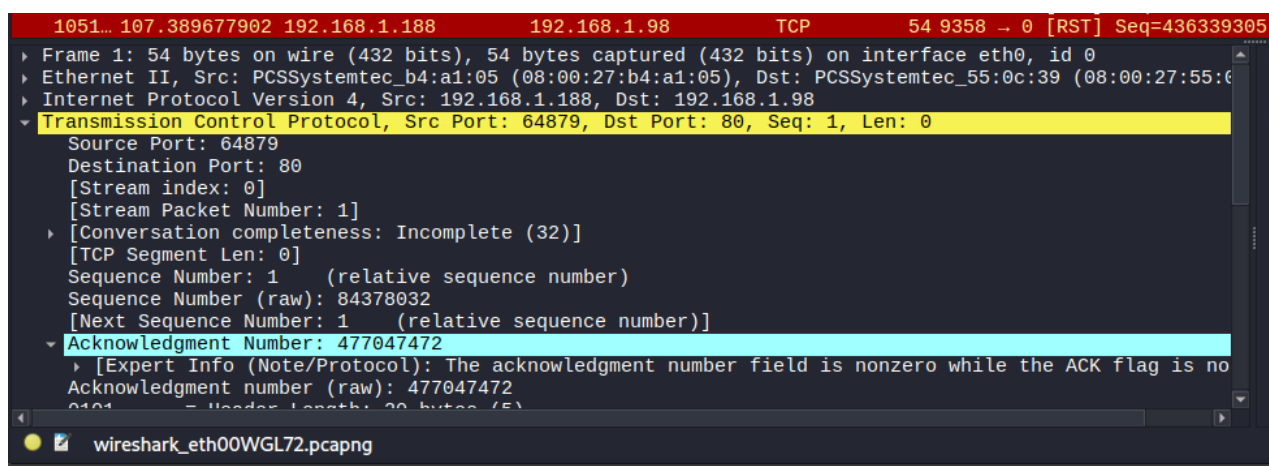 1051… 107.389677902 192.168.1.188 192.168.1.98 TCP 54 9358 → 0 [RST] Seq=436339305
Frame 1: 54 bytes on wire (432 bits), 54 bytes captured (432 bits) on interface eth0, id 0
Ethernet II, Src: PCSSystemtec_b4:a1:05 (08:00:27:b4:a1:05), Dst: PCSSystemtec_55:0c:39 (08:00:27:55:0
Internet Protocol Version 4, Src: 192.168.1.188, Dst: 192.168.1.98
Transmission Control Protocol, Src Port: 64879, Dst Port: 80, Seq: 1, Len: 0
Source Port: 64879
Destination Port: 80
[Stream index: 0]
[Stream Packet Number: 1]
[Conversation completeness: Incomplete (32)]
[TCP Segment Len: 0]
Sequence Number: 1 (relative sequence number)
Sequence Number (raw): 84378032
[Next Sequence Number: 1 (relative sequence number)]
Acknowledgment Number: 477047472
[Expert Info (Note/Protocol): The acknowledgment number field is nonzero while the ACK flag is no
Acknowledgment number (raw): 477047472
0101 .... = Header Length: 20 bytes (5)
wireshark_eth00WGL72.pcapng